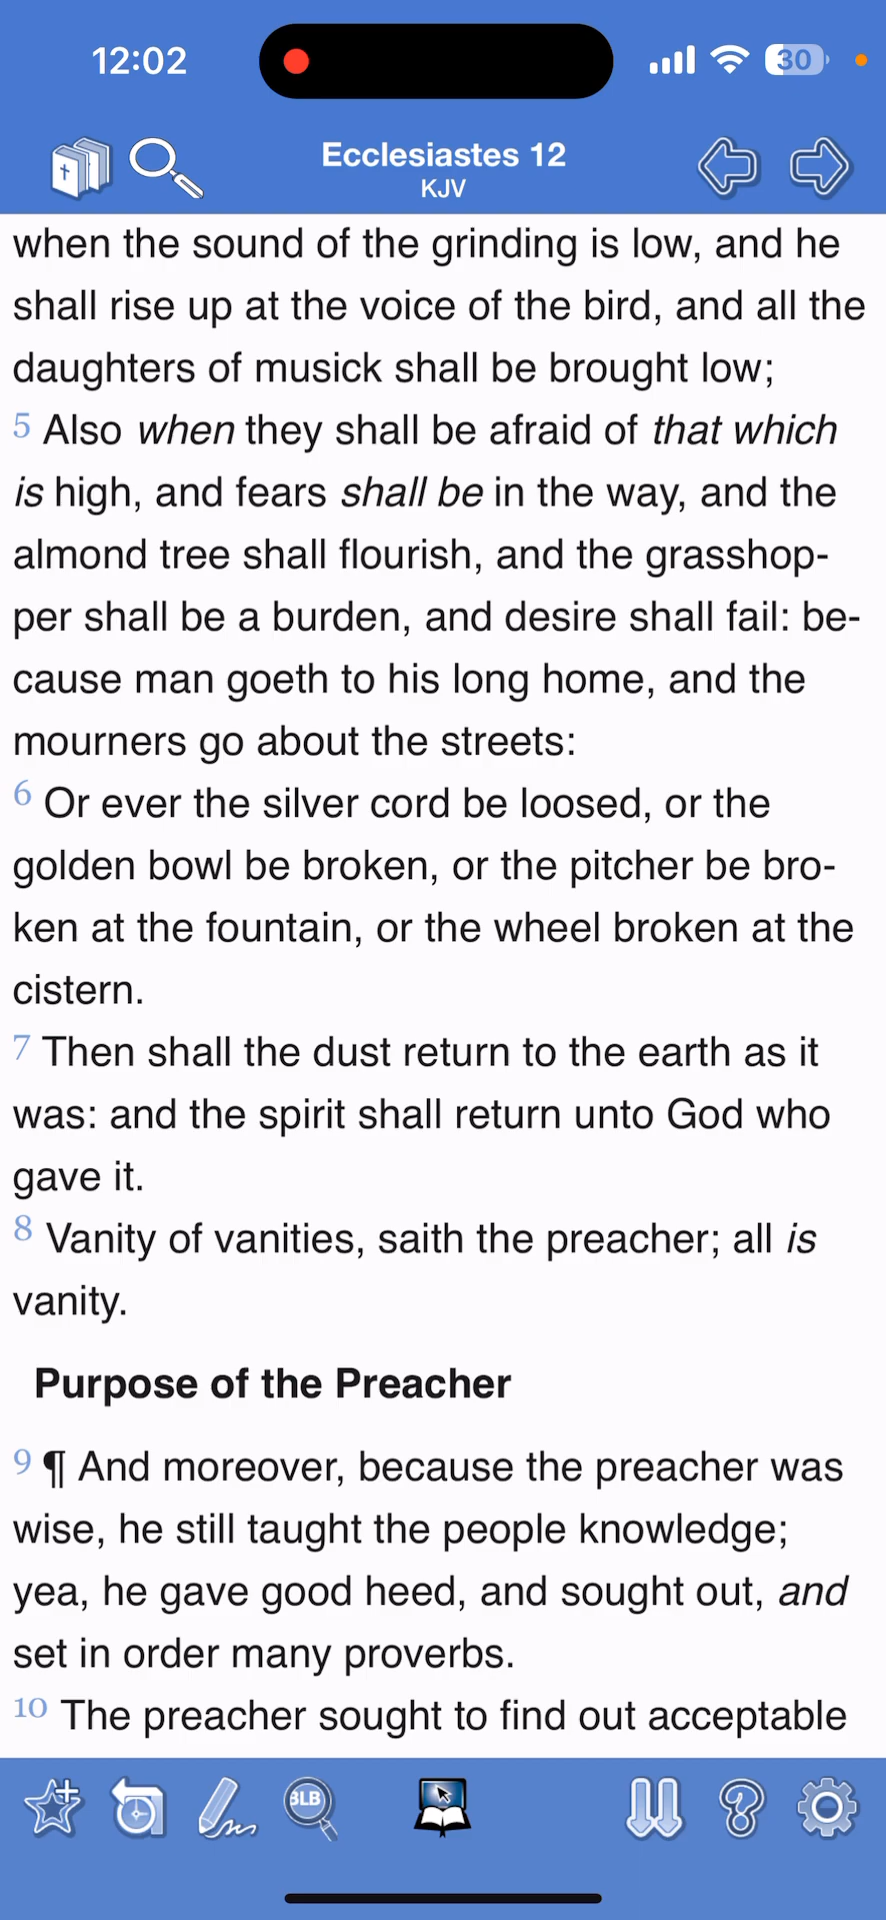 12:02
30
Ecclesiastes 12
KJV
when the sound of the grinding is low, and he
shall rise up at the voice of the bird, and all the
daughters of musick shall be brought low;
5 Also when they shall be afraid of that which
is high, and fears shall be in the way, and the
almond tree shall flourish, and the grasshop-
per shall be a burden, and desire shall fail: be-
cause man goeth to his long home, and the
mourners go about the streets:
6 Or ever the silver cord be loosed, or the
golden bowl be broken, or the pitcher be bro-
ken at the fountain, or the wheel broken at the
cistern.
7 Then shall the dust return to the earth as it
was: and the spirit shall return unto God who
gave it.
8 Vanity of vanities, saith the preacher; all is
vanity.
Purpose of the Preacher
9 ¶ And moreover, because the preacher was
wise, he still taught the people knowledge;
yea, he gave good heed, and sought out, and
set in order many proverbs.
10 The preacher sought to find out acceptable
BLB